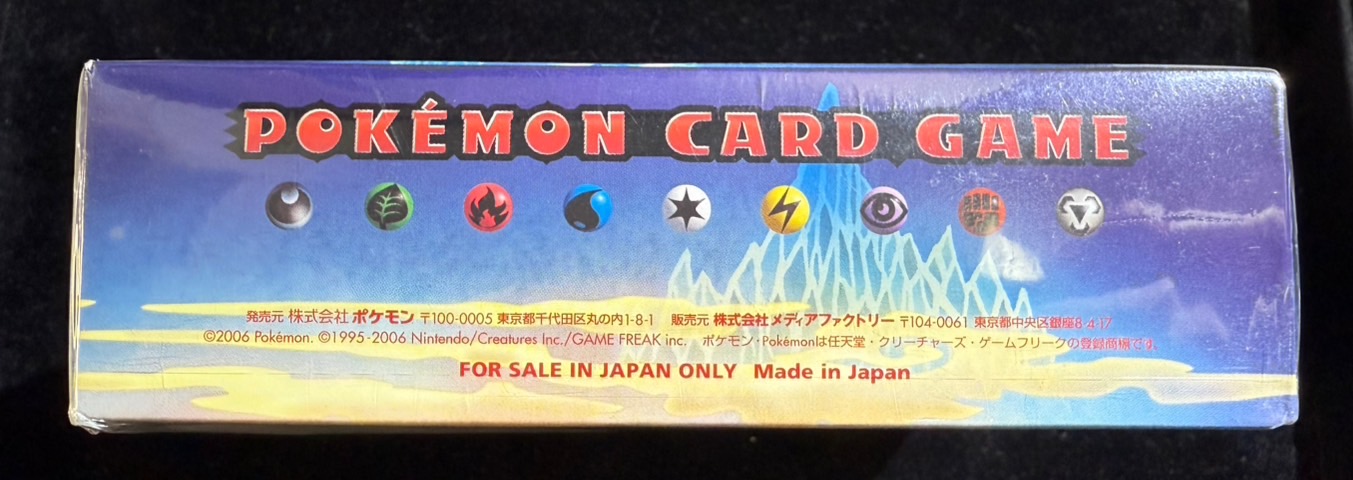 POKÉMON CARD GAME
発売元 株式会社 ポケモン 〒100-0005 東京都千代田区丸の内1-8-1 販売元 株式会社 メディアファクトリー 〒104-0061 東京都中央区銀座8-4-17
©2006 Pokémon. ©1995-2006 Nintendo/Creatures Inc./GAME FREAK inc. ポケモン・Pokémonは任天堂・クリーチャーズ・ゲームフリークの登録商標です。
FOR SALE IN JAPAN ONLY Made in Japan